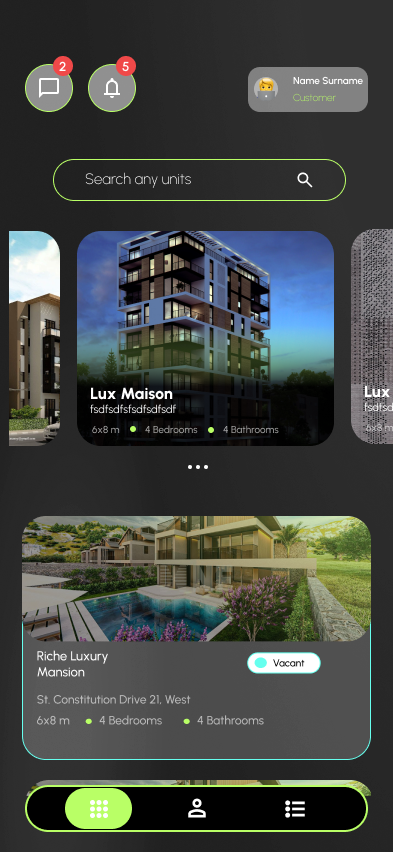 2
5
Name Surname
Customer
Search any units
Lux Maison
fsdfsdfsfsdfsdfsdf
6x8 m
4 Bedrooms
4 Bathrooms
Lux
fsdfsd
6x8 m
Riche Luxury
Mansion
Vacant
St. Constitution Drive 21, West
6x8 m
4 Bedrooms
4 Bathrooms